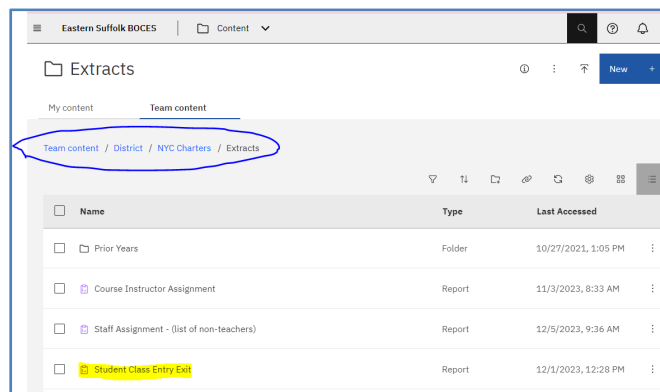 Eastern Suffolk BOCES Content
Extracts
New +
My content Team content
Team content / District / NYC Charters / Extracts
Name Type Last Accessed
Prior Years Folder 10/27/2021, 1:05 PM
Course Instructor Assignment Report 11/3/2023, 8:33 AM
Staff Assignment - (list of non-teachers) Report 12/5/2023, 9:36 AM
Student Class Entry Exit Report 12/1/2023, 12:28 PM